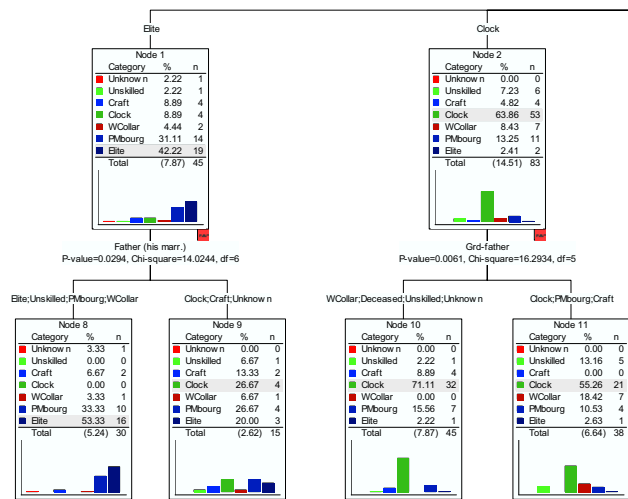 Elite
Clock
Node 1
Category % n
Unknown 2.22 1
Unskilled 2.22 1
Craft 8.89 4
Clock 8.89 4
WCollar 4.44 2
PMbourg 31.11 14
Elite 42.22 19
Total (7.87) 45
Node 2
Category % n
Unknown 0.00 0
Unskilled 7.23 6
Craft 4.82 4
Clock 63.86 53
WCollar 8.43 7
PMbourg 13.25 11
Elite 2.41 2
Total (14.51) 83
Father (his marr.)
P-value=0.0294, Chi-square=14.0244, df=6
Grd-father
P-value=0.0061, Chi-square=16.2934, df=5
Elite;Unskilled;PMbourg;WCollar
Clock;Craft;Unknown
WCollar;Deceased;Unskilled;Unknown
Clock;PMbourg;Craft
Node 8
Category % n
Unknown 3.33 1
Unskilled 0.00 0
Craft 6.67 2
Clock 0.00 0
WCollar 3.33 1
PMbourg 33.33 10
Elite 53.33 16
Total (5.24) 30
Node 9
Category % n
Unknown 0.00 0
Unskilled 6.67 1
Craft 13.33 2
Clock 26.67 4
WCollar 6.67 1
PMbourg 26.67 4
Elite 20.00 3
Total (2.62) 15
Node 10
Category % n
Unknown 0.00 0
Unskilled 2.22 1
Craft 8.89 4
Clock 71.11 32
WCollar 0.00 0
PMbourg 15.56 7
Elite 2.22 1
Total (7.87) 45
Node 11
Category % n
Unknown 0.00 0
Unskilled 13.16 5
Craft 0.00 0
Clock 55.26 21
WCollar 18.42 7
PMbourg 10.53 4
Elite 2.63 1
Total (6.64) 38